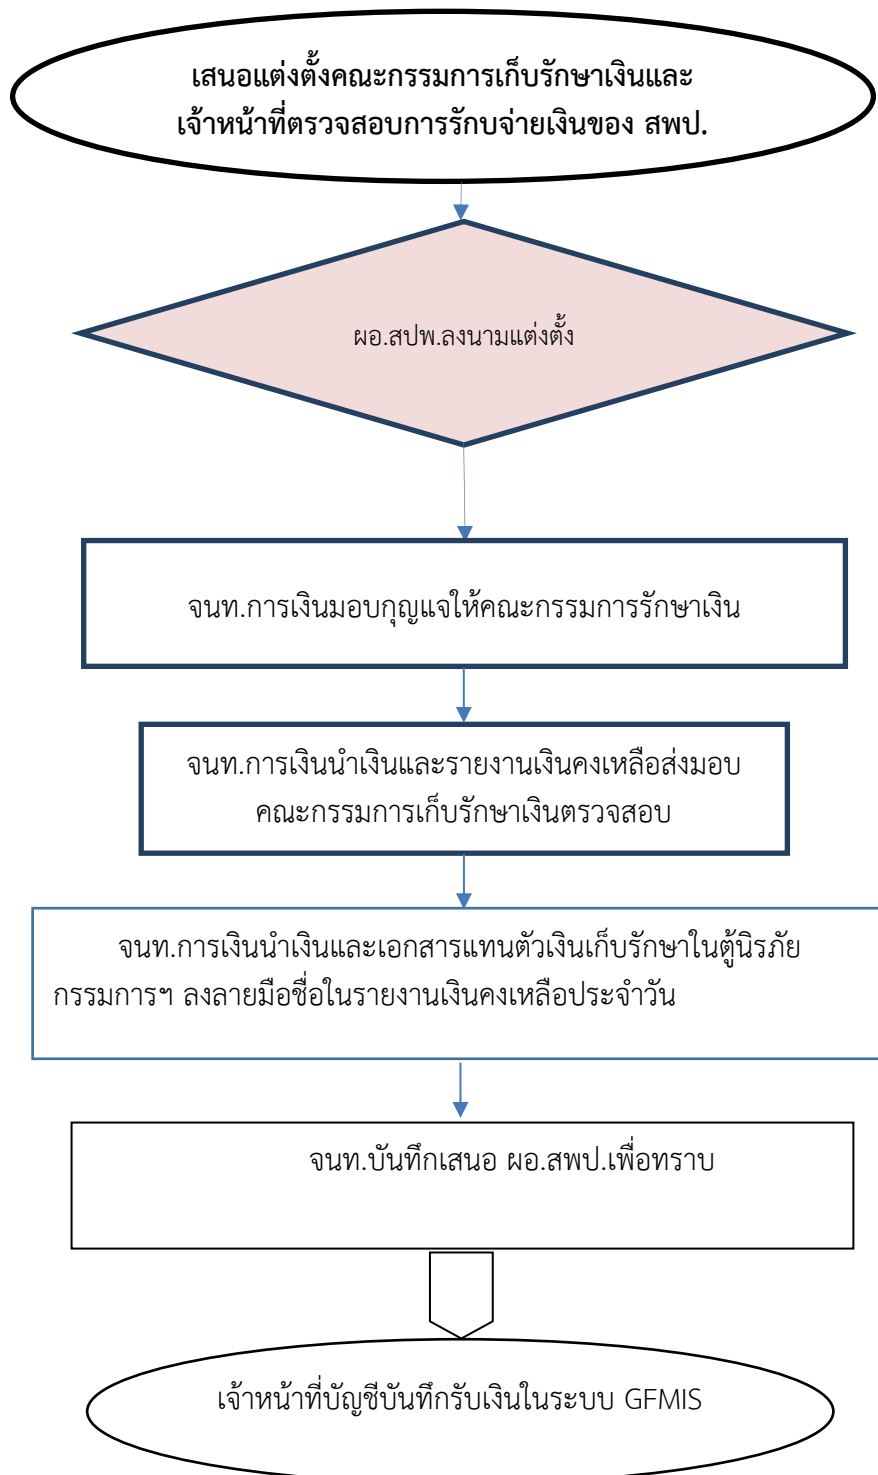 เสนอแต่งตั้งคณะกรรมการเก็บรักษาเงินและ
เจ้าหน้าที่ตรวจสอบการรักบจ่ายเงินของ สพป.
ผอ.สปพ.ลงนามแต่งตั้ง
จนท.การเงินมอบกุญแจให้คณะกรรมการรักษาเงิน
จนท.การเงินนำเงินและรายงานเงินคงเหลือส่งมอบ
คณะกรรมการเก็บรักษาเงินตรวจสอบ
จนท.การเงินนำเงินและเอกสารแทนตัวเงินเก็บรักษาในตู้นิรภัย
กรรมการฯ ลงลายมือชื่อในรายงานเงินคงเหลือประจำวัน
จนท.บันทึกเสนอ ผอ.สพป.เพื่อทราบ
เจ้าหน้าที่บัญชีบันทึกรับเงินในระบบ GFMIS